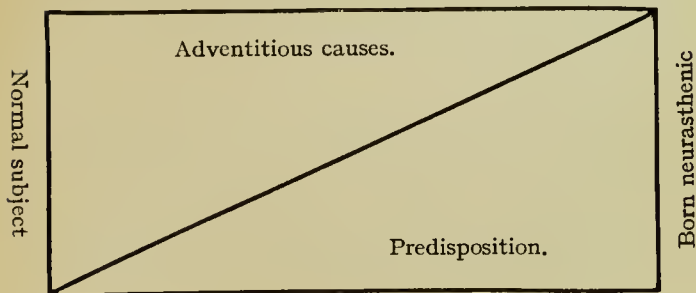 Adventitious causes.
Normal subject
Born neurasthenic
Predisposition.